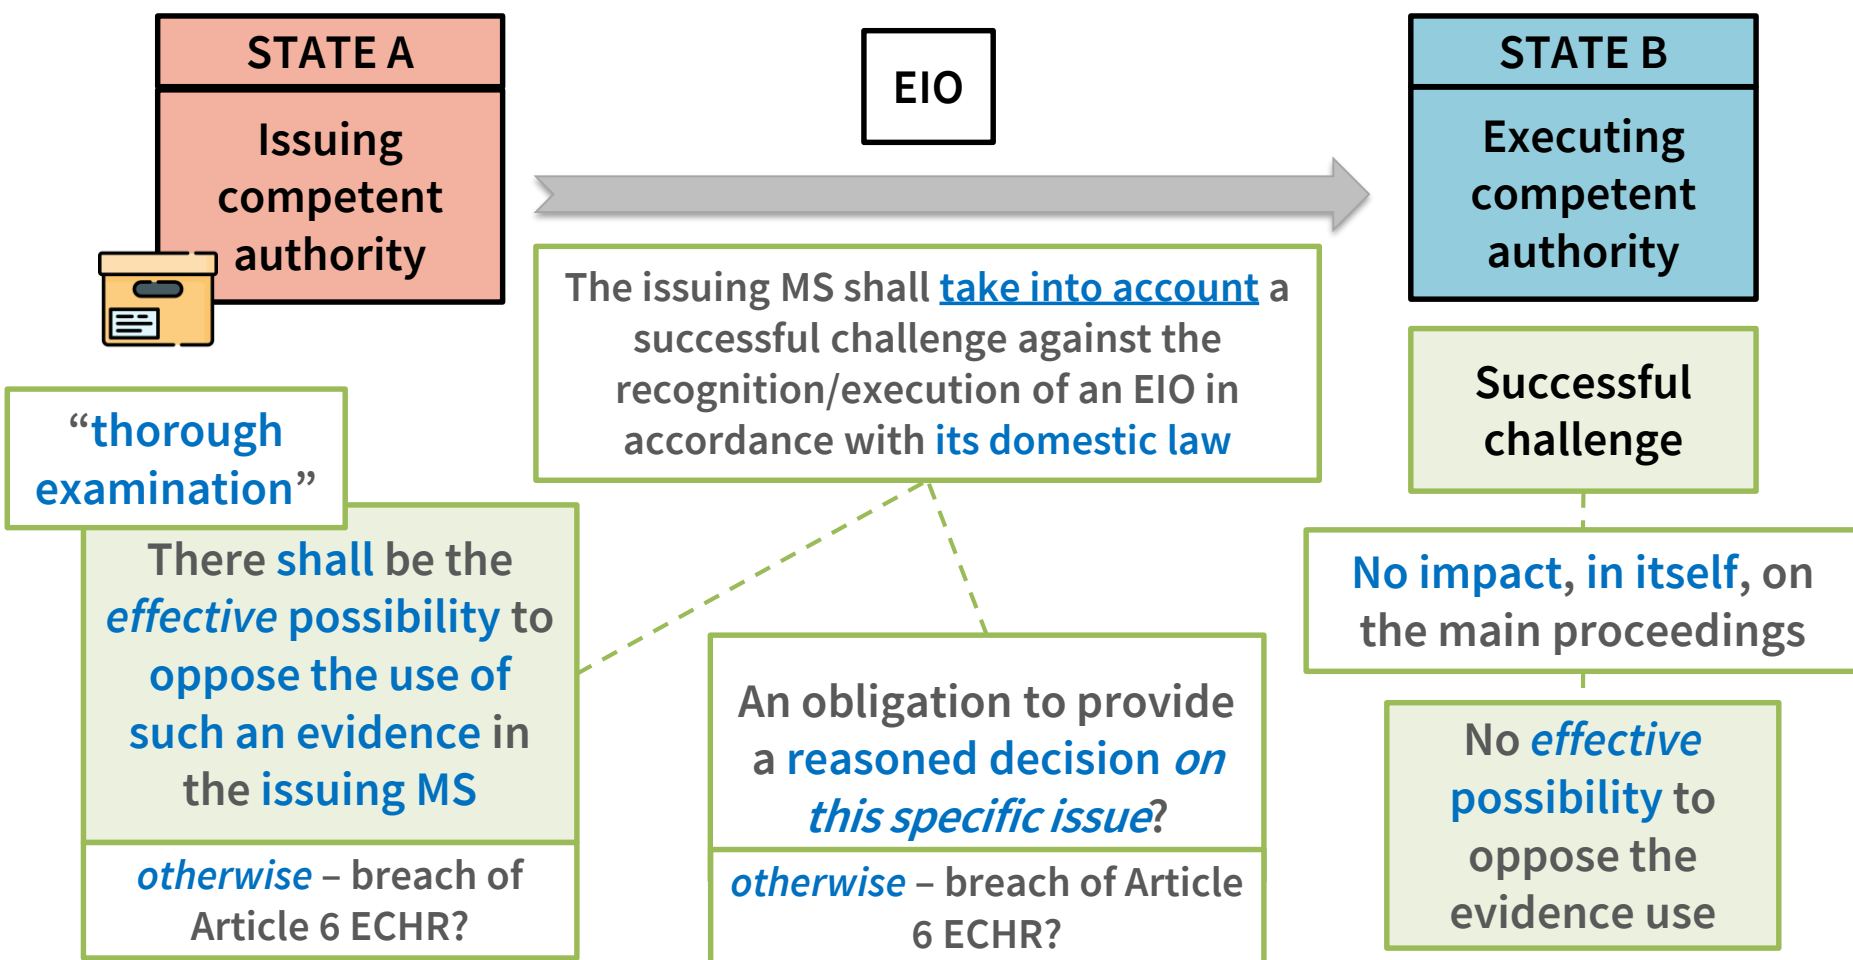 STATE A
Issuing
competent
authority
EIO
STATE B
Executing
competent
authority
The issuing MS shall take into account a
successful challenge against the
recognition/execution of an EIO in
accordance with its domestic law
Successful
challenge
“thorough
examination”
There shall be the
effective possibility to
oppose the use of
such an evidence in
the issuing MS
otherwise – breach of
Article 6 ECHR?
An obligation to provide
a reasoned decision on
this specific issue?
otherwise – breach of Article
6 ECHR?
No impact, in itself, on
the main proceedings
No effective
possibility to
oppose the
evidence use